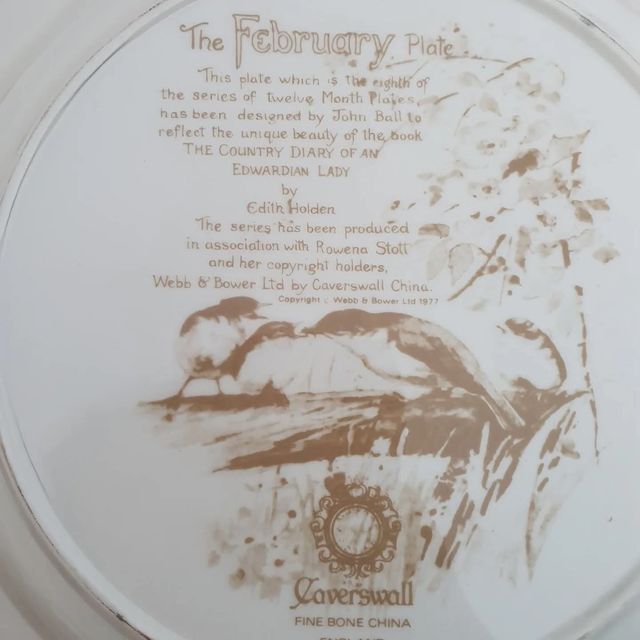 The February Plate
This plate which is the eighth of
the series of twelve Month Plates,
has been designed by John Ball to
reflect the unique beauty of the book
THE COUNTRY DIARY OF AN
EDWARDIAN LADY
by
Edith Holden
The series has been produced
in association with Rowena Stott
and her copyright holders,
Webb & Bower Ltd by Caverswall China.
Copyright : Webb & Bower Ltd 1977
Caverswall
FINE BONE CHINA
ENGLAND